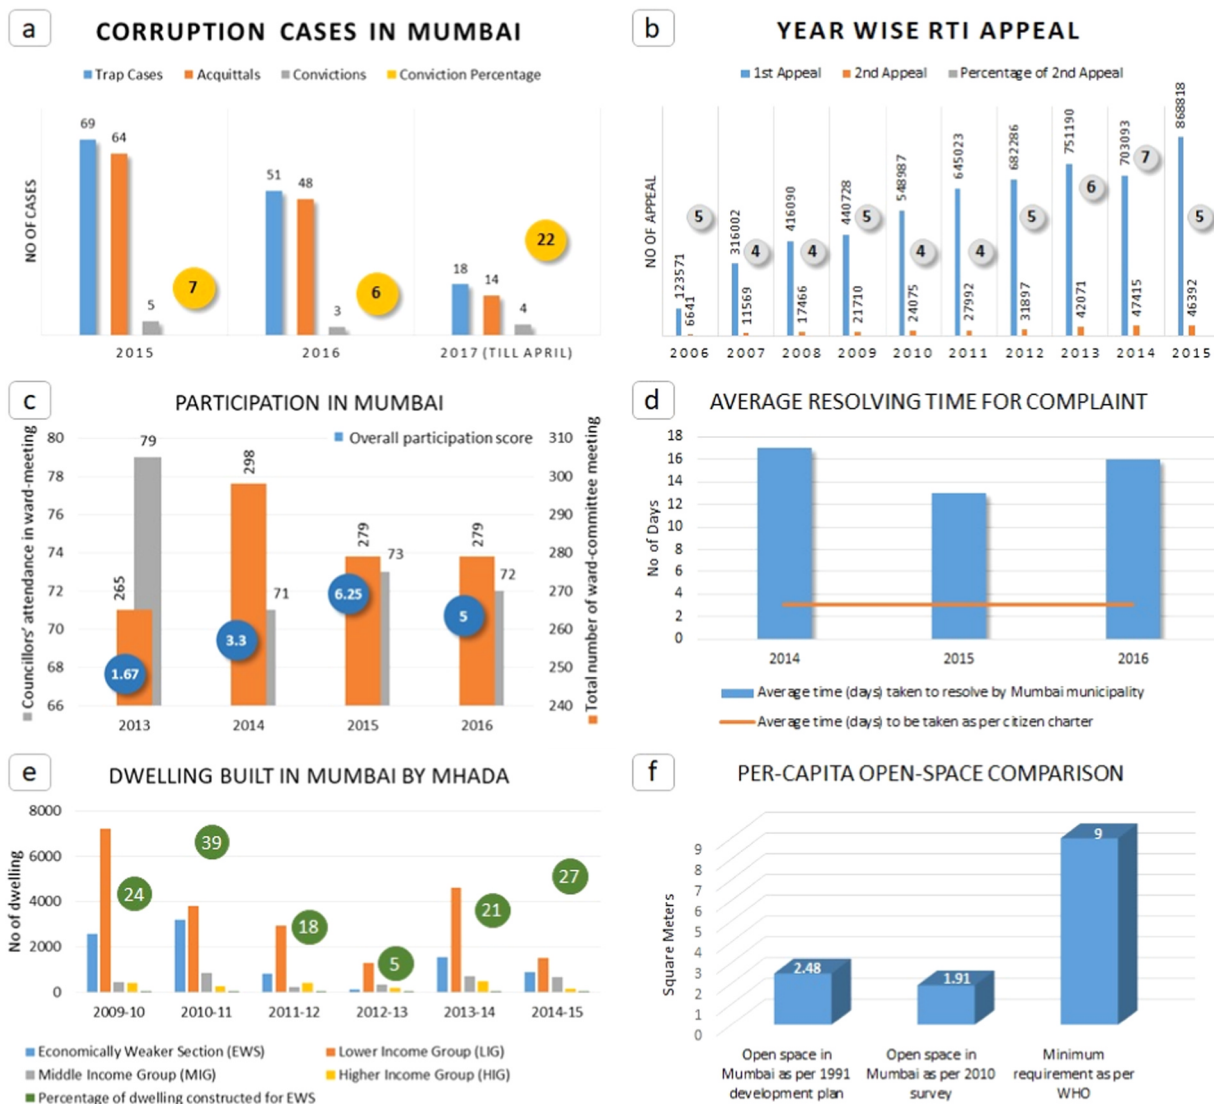 a
CORRUPTION CASES IN MUMBAI
Trap Cases Acquittals Convictions Conviction Percentage
NO OF CASES
69
64
5
7
51
48
3
6
18
14
4
22
2015 2016 2017 (TILL APRIL)
b
YEAR WISE RTI APPEAL
1st Appeal 2nd Appeal Percentage of 2nd Appeal
NO OF APPEAL
123571
6641
5
316002
11569
4
416090
17466
4
440728
21710
5
548987
24075
4
645023
27992
4
682286
31897
5
751190
42071
6
703093
47415
7
868818
46392
5
2006 2007 2008 2009 2010 2011 2012 2013 2014 2015
c
PARTICIPATION IN MUMBAI
Overall participation score
Councillors' attendance in ward-meeting
80
78
76
74
72
70
68
66
265
79
1.67
298
71
3.3
279
73
6.25
279
72
5
310
300
290
280
270
260
250
240
Total number of ward-committee meeting
2013 2014 2015 2016
d
AVERAGE RESOLVING TIME FOR COMPLAINT
No of Days
18
16
14
12
10
8
6
4
2
0
2014 2015 2016
Average time (days) taken to resolve by Mumbai municipality
Average time (days) to be taken as per citizen charter
e
DWELLING BUILT IN MUMBAI BY MHADA
No of dwelling
8000
6000
4000
2000
0
24
39
18
5
21
27
2009-10 2010-11 2011-12 2012-13 2013-14 2014-15
Economically Weaker Section (EWS) Lower Income Group (LIG)
Middle Income Group (MIG) Higher Income Group (HIG)
Percentage of dwelling constructed for EWS
f
PER-CAPITA OPEN-SPACE COMPARISON
Square Meters
9
8
7
6
5
4
3
2
1
0
2.48
1.91
9
Open space in Mumbai as per 1991 development plan
Open space in Mumbai as per 2010 survey
Minimum requirement as per WHO